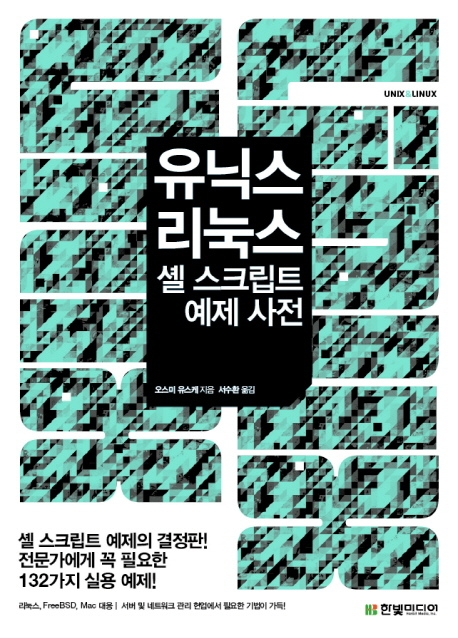 UNIX&LINUX
유닉스
리눅스
셸 스크립트
예제 사전
오스미 유스케 지음 서수환 옮김
셸 스크립트 예제의 결정판!
전문가에게 꼭 필요한
132가지 실용 예제!
리눅스, FreeBSD, Mac 대응 | 서버 및 네트워크 관리 현업에서 필요한 기법이 가득!
HB 한빛미디어
Hanbit Media, Inc.